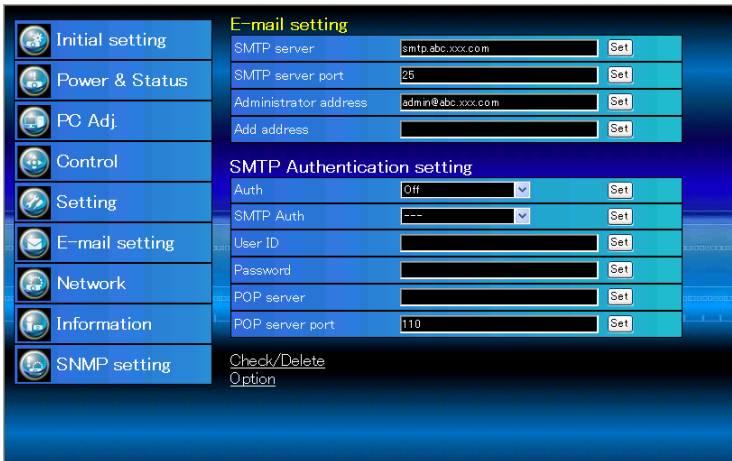 Initial setting
Power & Status
PC Adj.
Control
Setting
E-mail setting
Network
Information
SNMP setting
E-mail setting
SMTP server smtp.abc.xxx.com Set
SMTP server port 25 Set
Administrator address admin@abc.xxx.com Set
Add address Set
SMTP Authentication setting
Auth Off Set
SMTP Auth --- Set
User ID Set
Password Set
POP server Set
POP server port 110 Set
Check/Delete
Option